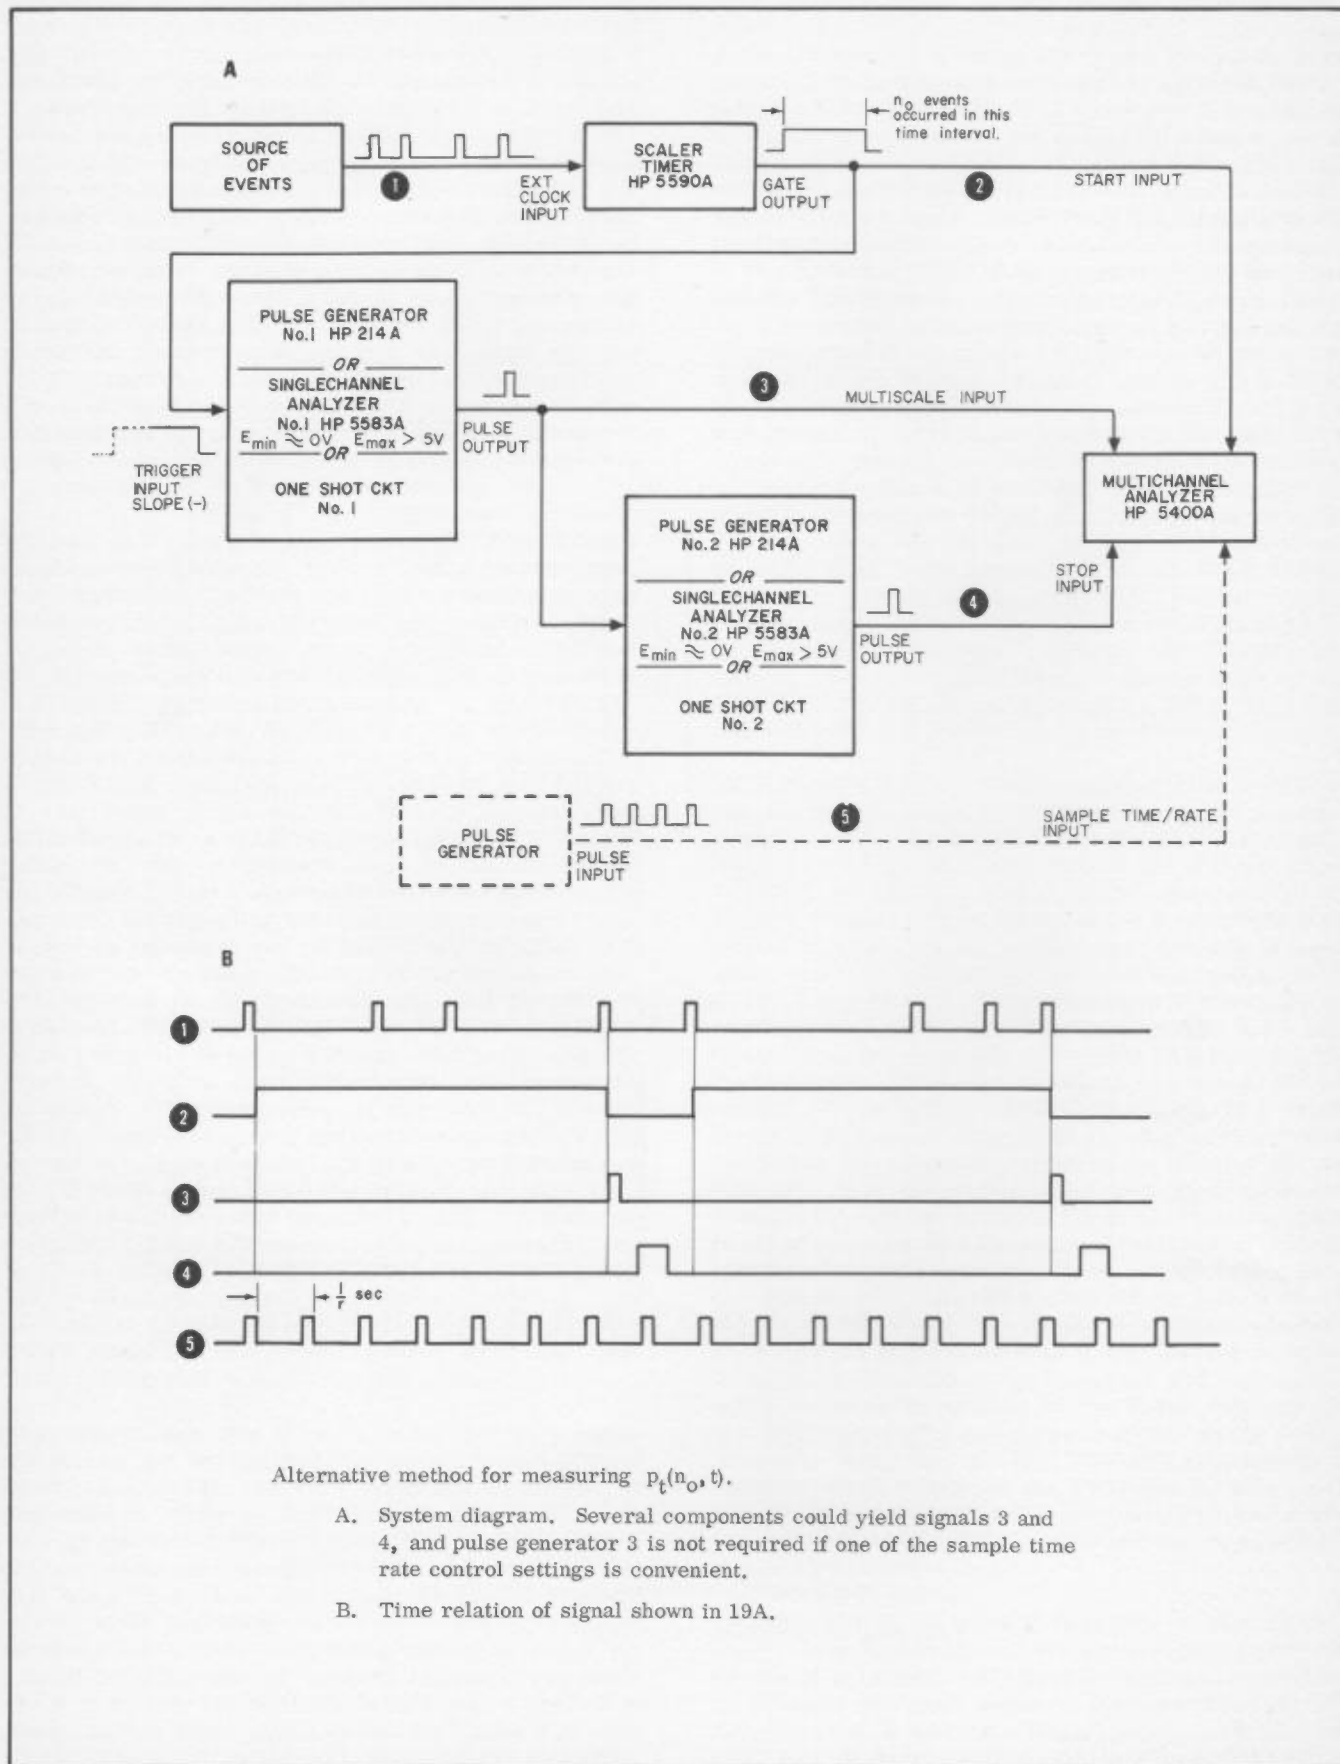 A
SOURCE
OF
EVENTS
1
EXT
CLOCK
INPUT
SCALER
TIMER
HP 5590A
n_o events
occurred in this
time interval.
GATE
OUTPUT
2
START INPUT
PULSE GENERATOR
No.1 HP 214A
OR
SINGLECHANNEL
ANALYZER
No.1 HP 5583A
E_min ≈ 0V E_max > 5V
OR
ONE SHOT CKT
No. 1
TRIGGER
INPUT
SLOPE (-)
PULSE
OUTPUT
3
MULTISCALE INPUT
MULTICHANNEL
ANALYZER
HP 5400A
PULSE GENERATOR
No.2 HP 214A
OR
SINGLECHANNEL
ANALYZER
No.2 HP 5583A
E_min ≈ 0V E_max > 5V
OR
ONE SHOT CKT
No. 2
PULSE
OUTPUT
4
STOP
INPUT
PULSE
GENERATOR
PULSE
INPUT
5
SAMPLE TIME/RATE
INPUT
B
1
2
3
4
1/r sec
5
Alternative method for measuring p_t(n_o, t).
A. System diagram. Several components could yield signals 3 and
4, and pulse generator 3 is not required if one of the sample time
rate control settings is convenient.
B. Time relation of signal shown in 19A.